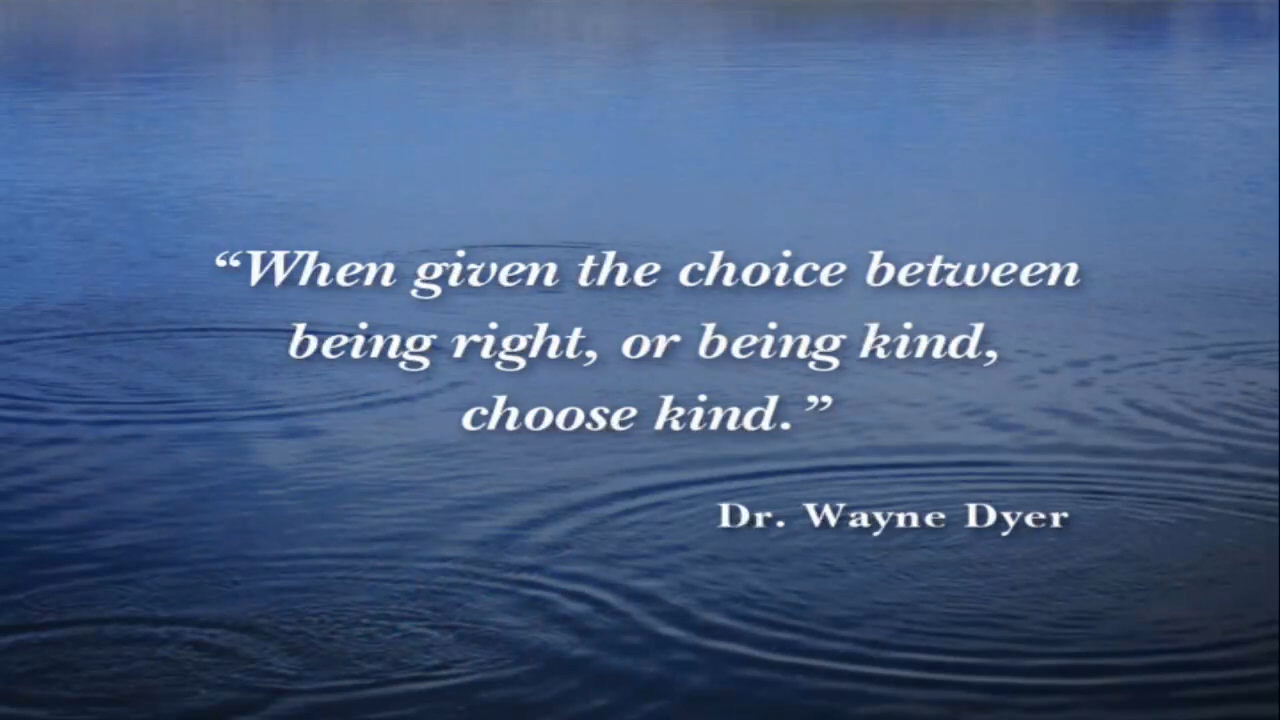 “When given the choice between
being right, or being kind,
choose kind.”
Dr. Wayne Dyer